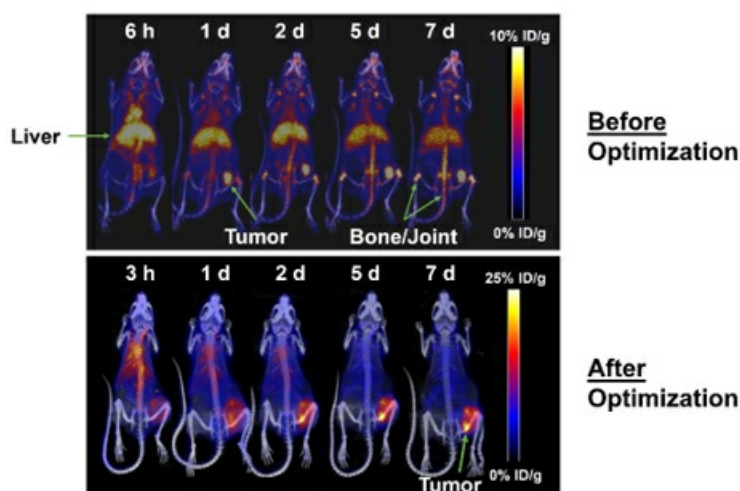 6 h 1 d 2 d 5 d 7 d 10% ID/g
Liver
Before
Optimization
Tumor Bone/Joint 0% ID/g
3 h 1 d 2 d 5 d 7 d 25% ID/g
After
Optimization
0% ID/g
Tumor